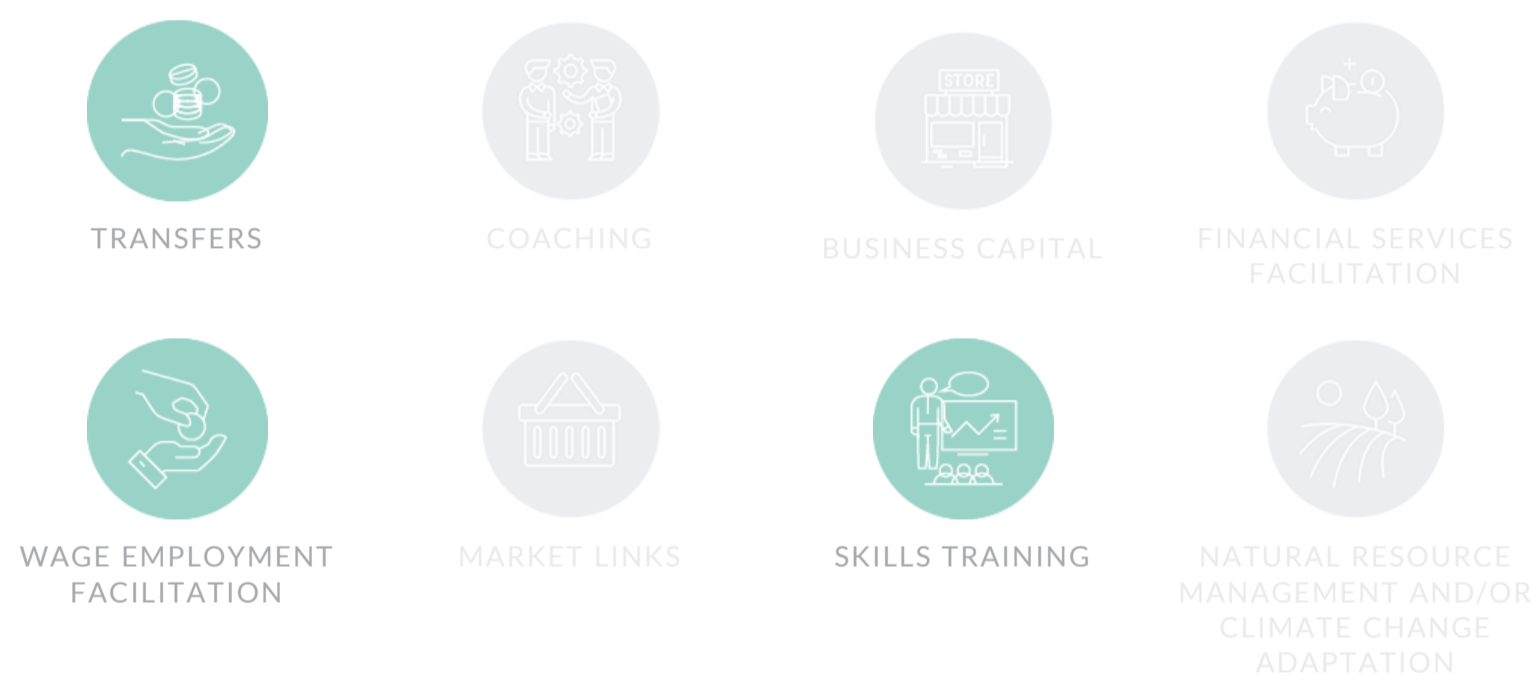 STORE
TRANSFERS
COACHING
BUSINESS CAPITAL
FINANCIAL SERVICES
FACILITATION
WAGE EMPLOYMENT
FACILITATION
MARKET LINKS
SKILLS TRAINING
NATURAL RESOURCE
MANAGEMENT AND/OR
CLIMATE CHANGE
ADAPTATION